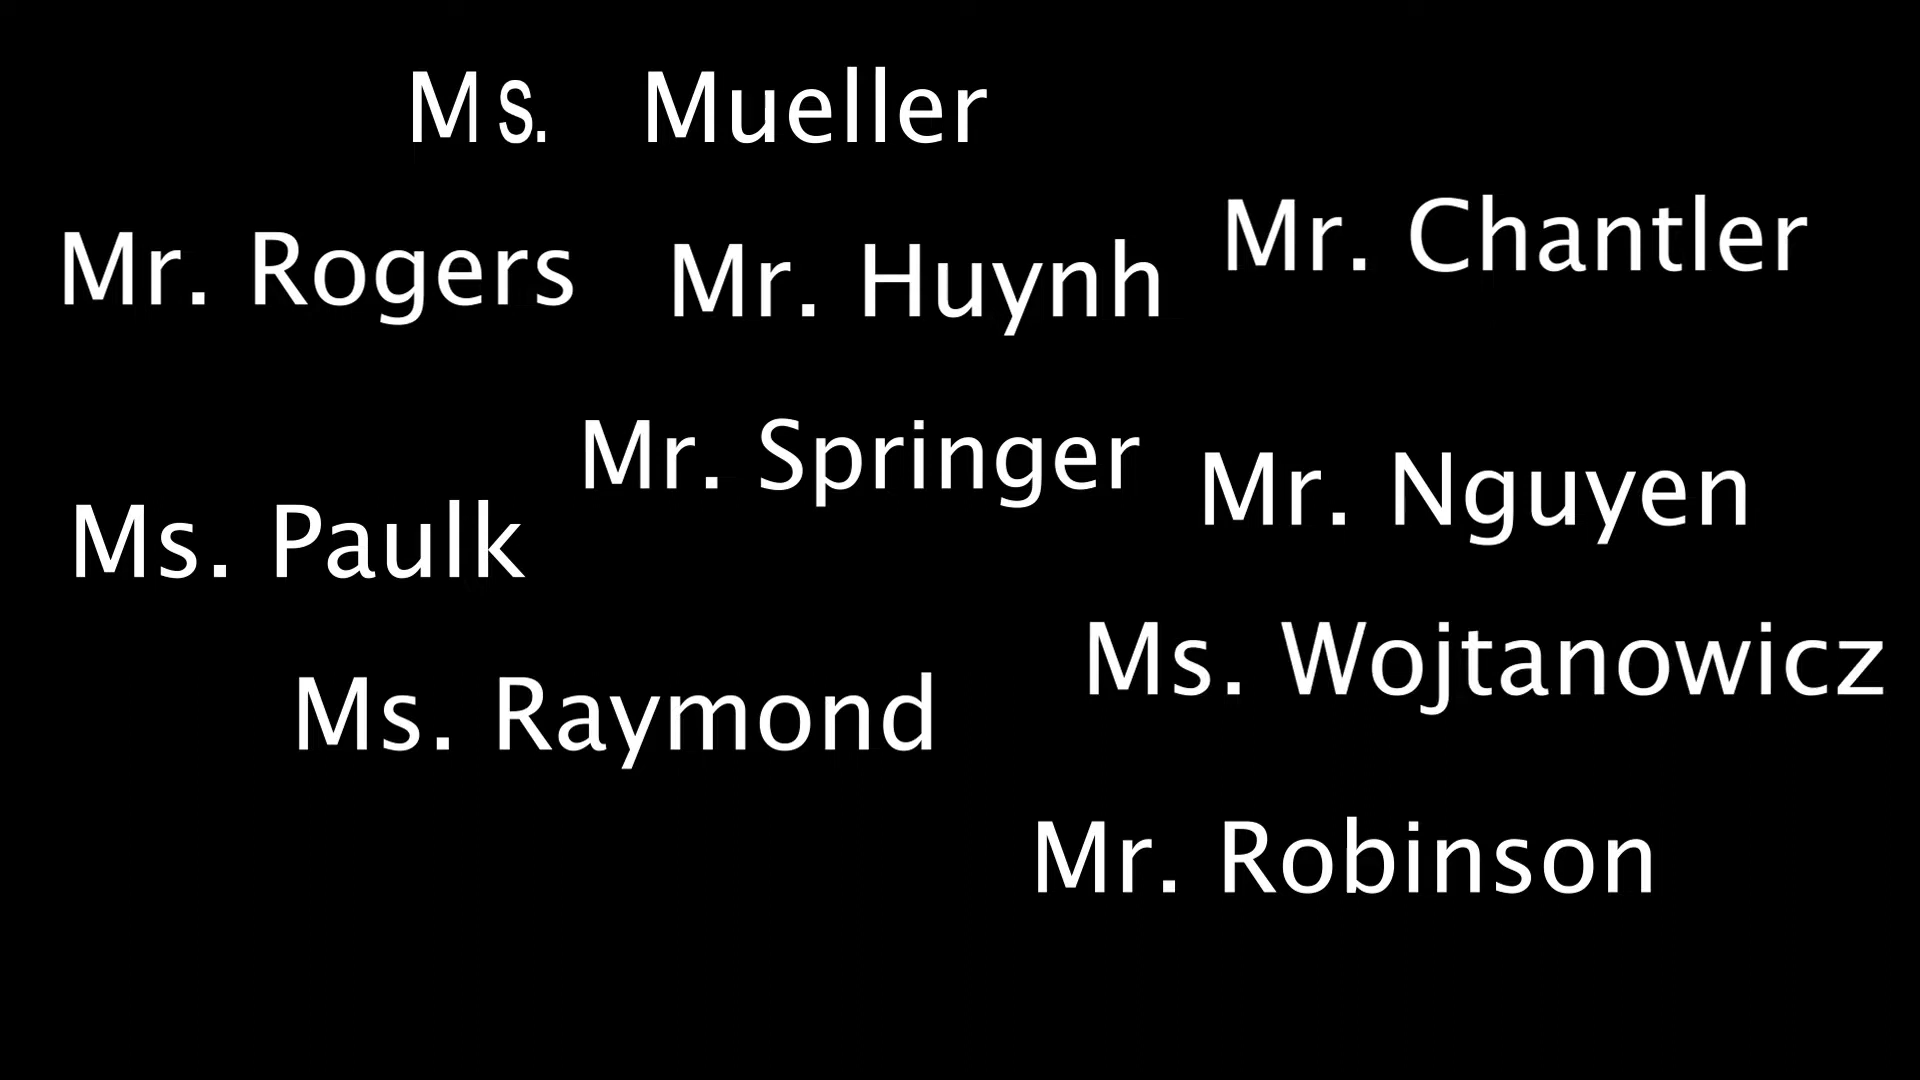 Ms. Mueller
Mr. Rogers
Mr. Huynh
Mr. Chantler
Mr. Springer
Mr. Nguyen
Ms. Paulk
Ms. Wojtanowicz
Ms. Raymond
Mr. Robinson